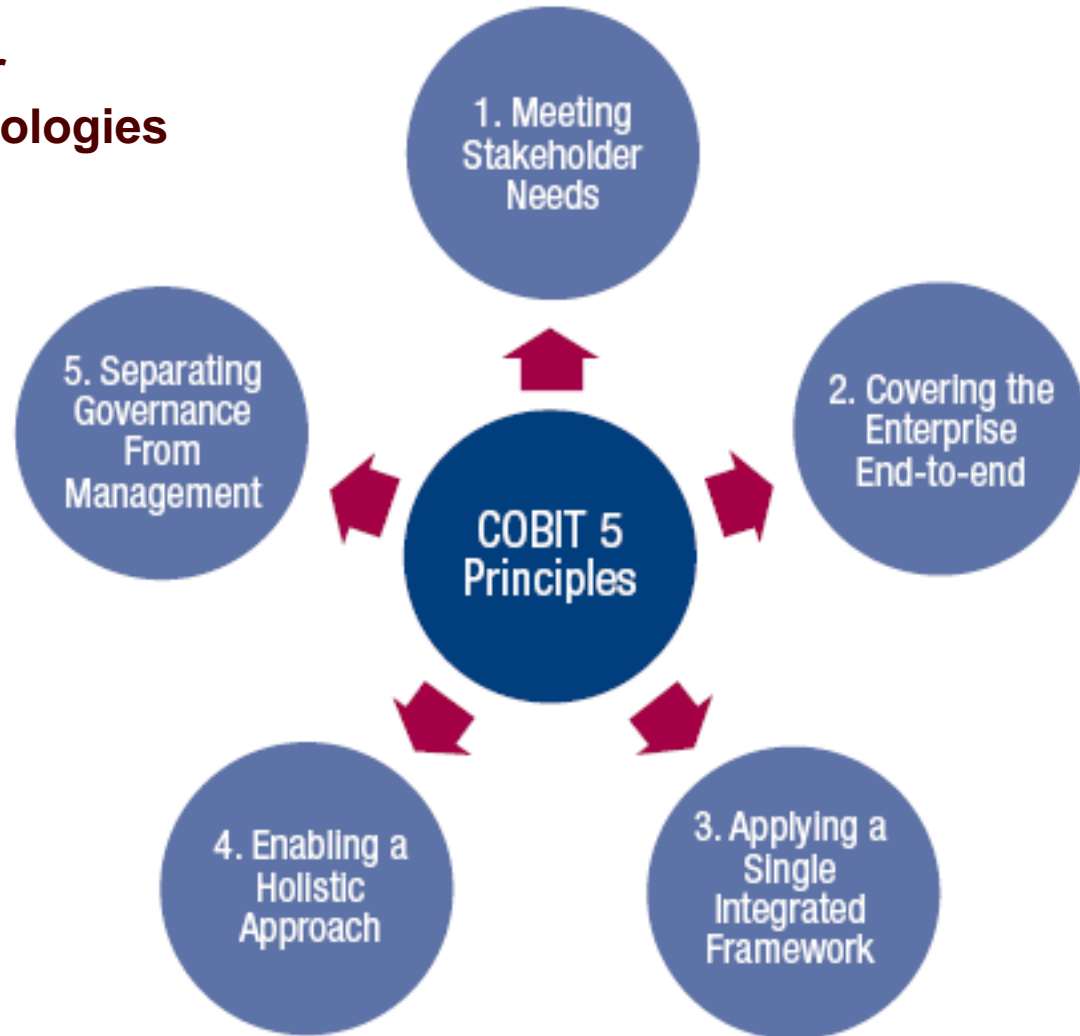 ologies
1. Meeting
Stakeholder
Needs
2. Covering the
Enterprise
End-to-end
3. Applying a
Single
Integrated
Framework
4. Enabling a
Holistic
Approach
5. Separating
Governance
From
Management
COBIT 5
Principles